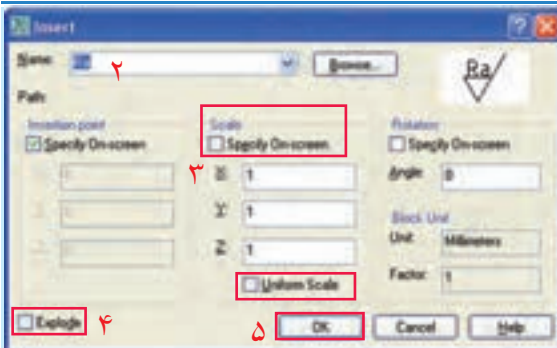 Insert
Name: Ra ۲ Browse...
Ra
Path:
Insertion point Scale Rotation
Specify On-screen Specify On-screen Specify On-screen
۳ X: 1 Angle: 0
Y: 1 Block Unit
Z: 1 Unit: Millimeters
Uniform Scale Factor: 1
Explode ۴ ۵ OK Cancel Help